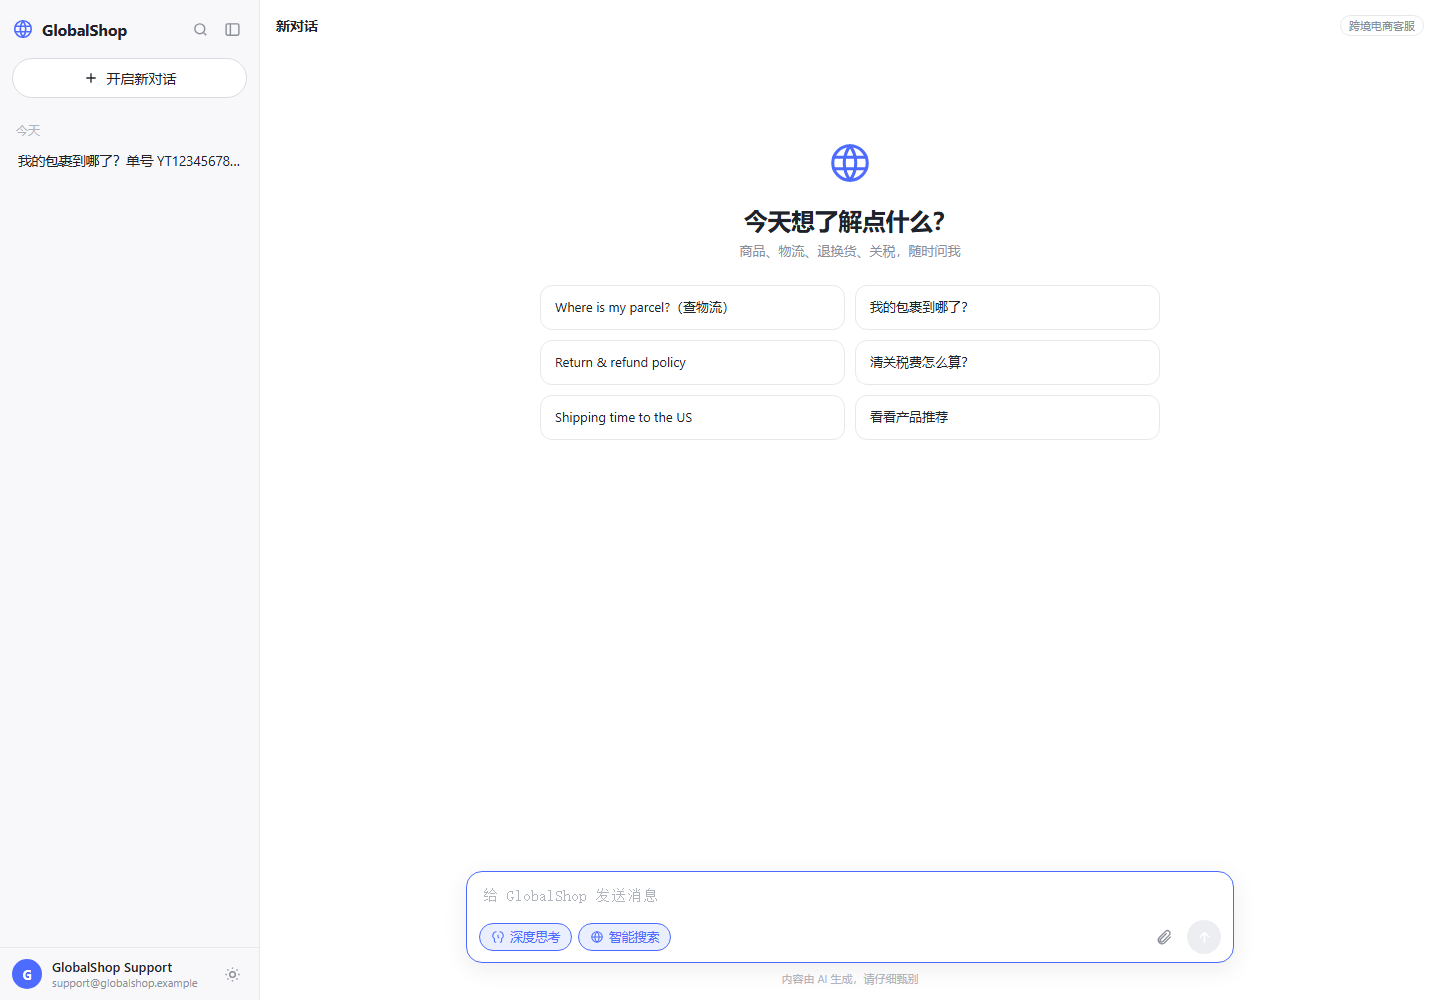 GlobalShop
开启新对话
今天
我的包裹到哪了？单号 YT12345678...
GlobalShop Support
support@globalshop.example
G
新对话
跨境电商客服
今天想了解点什么？
商品、物流、退换货、关税，随时问我
Where is my parcel?（查物流）
我的包裹到哪了？
Return & refund policy
清关税费怎么算？
Shipping time to the US
看看产品推荐
给 GlobalShop 发送消息
深度思考
智能搜索
内容由 AI 生成，请仔细甄别